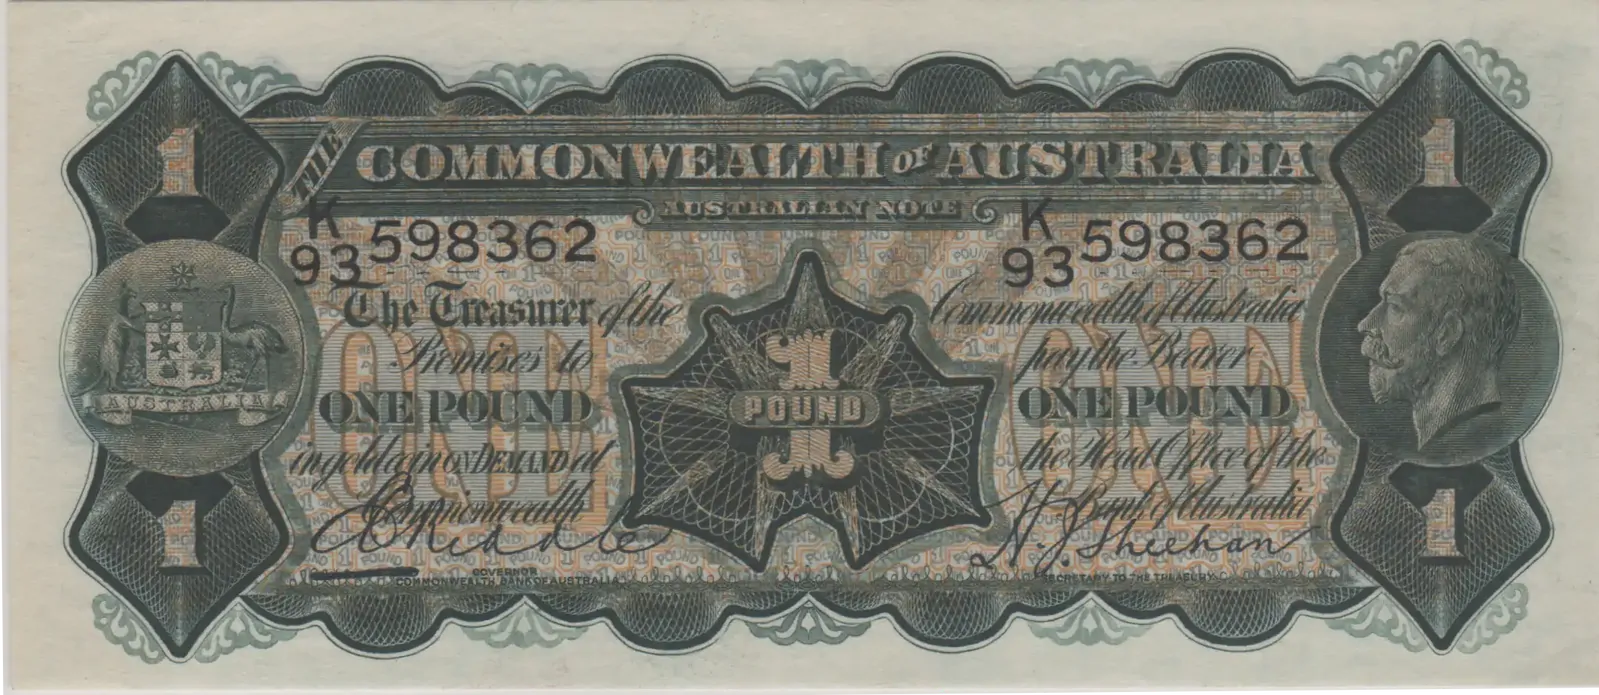 1
1
THE COMMONWEALTH OF AUSTRALIA
AUSTRALIAN NOTE
K
93 598362
K
93 598362
The Treasurer of the Commonwealth of Australia
Promises to pay the Bearer
ONE POUND ONE POUND
in gold coin ON DEMAND at the Head Office of the
Commonwealth Bank of Australia
1
POUND
AUSTRALIA
ONE
ONE
E C Riddle
GOVERNOR
COMMONWEALTH BANK OF AUSTRALIA
H. J. Sheehan
SECRETARY TO THE TREASURY
1
1